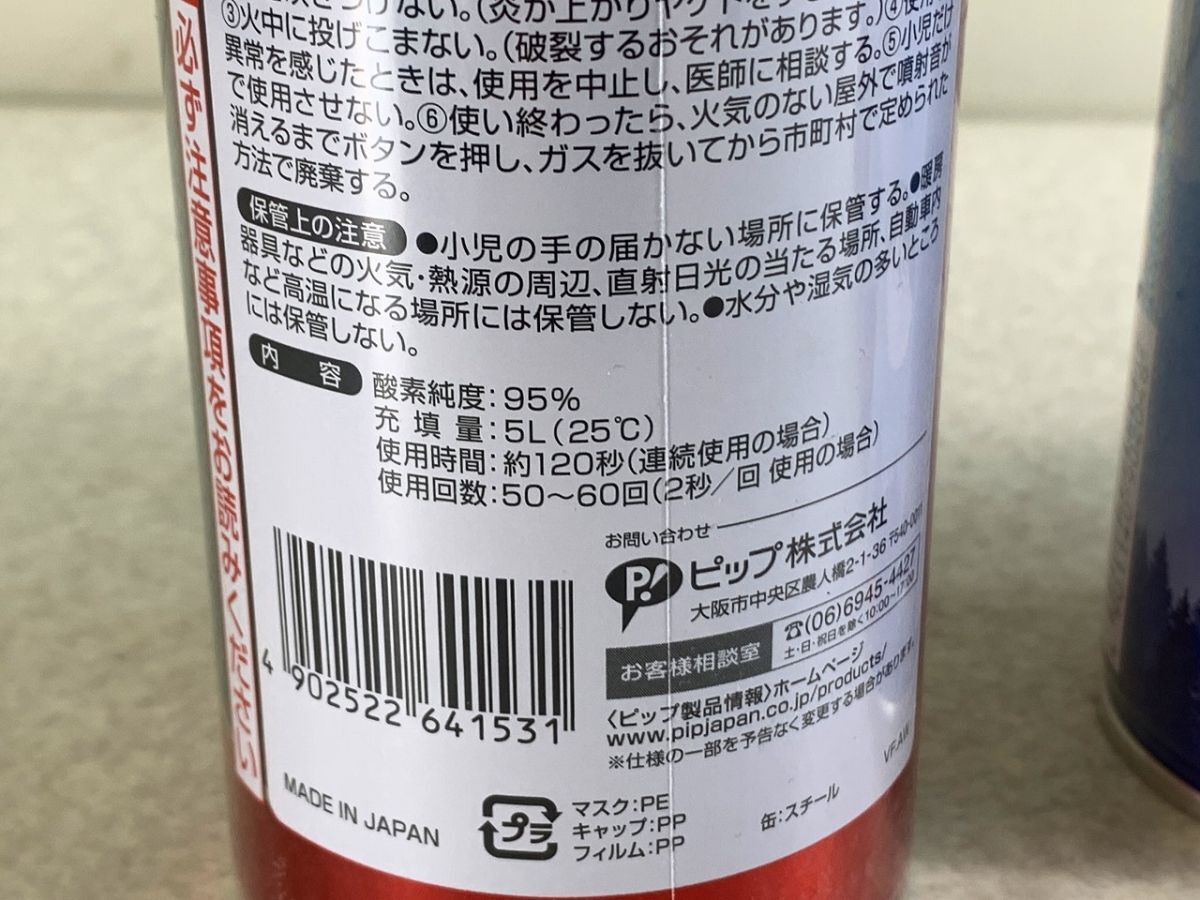 ③火中に投げこまない。(破裂するおそれがあります。)④使用
異常を感じたときは、使用を中止し、医師に相談する。⑤小児だけ
で使用させない。⑥使い終わったら、火気のない屋外で噴射音が
消えるまでボタンを押し、ガスを抜いてから市町村で定められた
方法で廃棄する。
保管上の注意 ●小児の手の届かない場所に保管する。●暖房
器具などの火気・熱源の周辺、直射日光の当たる場所、自動車内
など高温になる場所には保管しない。●水分や湿気の多いところ
には保管しない。
内 容
酸素純度:95%
充填量:5L(25℃)
使用時間:約120秒(連続使用の場合)
使用回数:50〜60回(2秒/回 使用の場合)
お問い合わせ
P! ピップ株式会社
大阪市中央区農人橋2-1-36 〒540-0011
お客様相談室 ☎(06)6945-4427
土・日・祝日を除く10:00〜17:00
〈ピップ製品情報〉ホームページ
www.pipjapan.co.jp/products/
※仕様の一部を予告なく変更する場合があります。
4 902522 641531
MADE IN JAPAN
プラ
マスク:PE
キャップ:PP
フィルム:PP
缶:スチール
必ず注意事項をお読みください